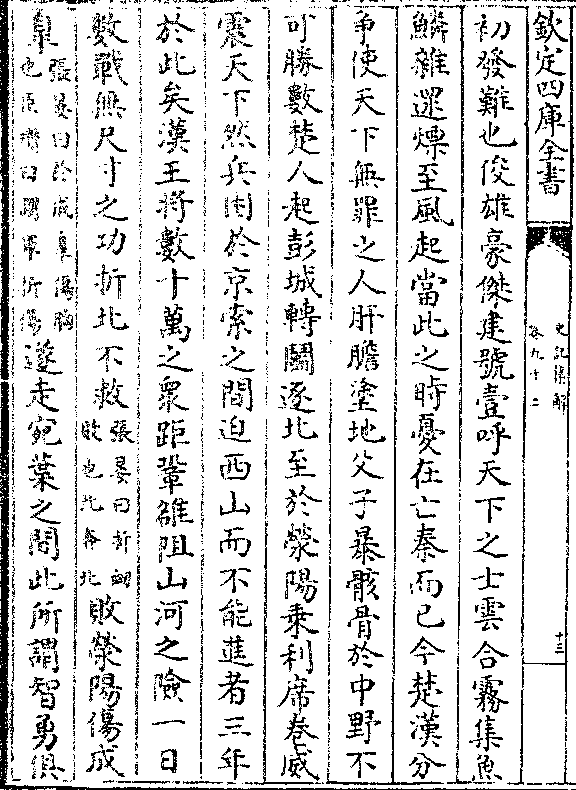 欽定四庫全書
史記集解
卷九十二
十三
初發難也俊雄豪傑建號壹呼天下之士雲合霧集魚
鱗雜遝熛至風起當此之時憂在亡秦而已今楚漢分
爭使天下無罪之人肝膽塗地父子暴骸骨於中野不
可勝數楚人起彭城轉鬭逐北至於滎陽乗利席卷威
震天下然兵困於京索之間迫西山而不能進者三年
於此矣漢王將數十萬之衆距鞏雒阻山河之險一日
數戰無尺寸之功折北不救張晏曰折衂敗也北奔北敗滎陽傷成
臯張晏曰於成臯傷胸也臣瓚曰謂軍折傷遂走宛葉之間此所謂智勇俱